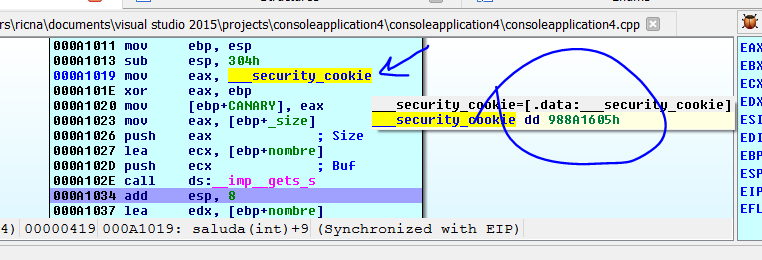 ers\ricna\documents\visual studio 2015\projects\consoleapplication4\consoleapplication4\consoleapplication4.cpp
000A1011 mov ebp, esp
000A1013 sub esp, 304h
000A1019 mov eax, ___security_cookie
000A101E xor eax, ebp
000A1020 mov [ebp+CANARY], eax
___security_cookie=[.data:___security_cookie]
000A1023 mov eax, [ebp+_size]
___security_cookie dd 988A1605h
000A1026 push eax ; Size
000A1027 lea ecx, [ebp+nombre]
000A102D push ecx ; Buf
000A102E call ds:__imp__gets_s
000A1034 add esp, 8
000A1037 lea edx, [ebp+nombre]
4) 00000419 000A1019: saluda(int)+9 (Synchronized with EIP)
EAX
EBX
ECX
EDX
ESI
EDI
EBP
ESP
EIP
EFL